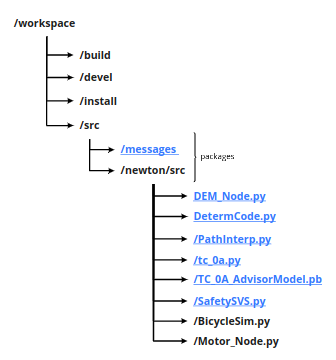 /workspace
/build
/devel
/install
/src
/messages
packages
/newton/src
DEM_Node.py
DetermCode.py
/PathInterp.py
/tc_0a.py
/TC_0A_AdvisorModel.pb
/SafetySVS.py
/BicycleSim.py
/Motor_Node.py